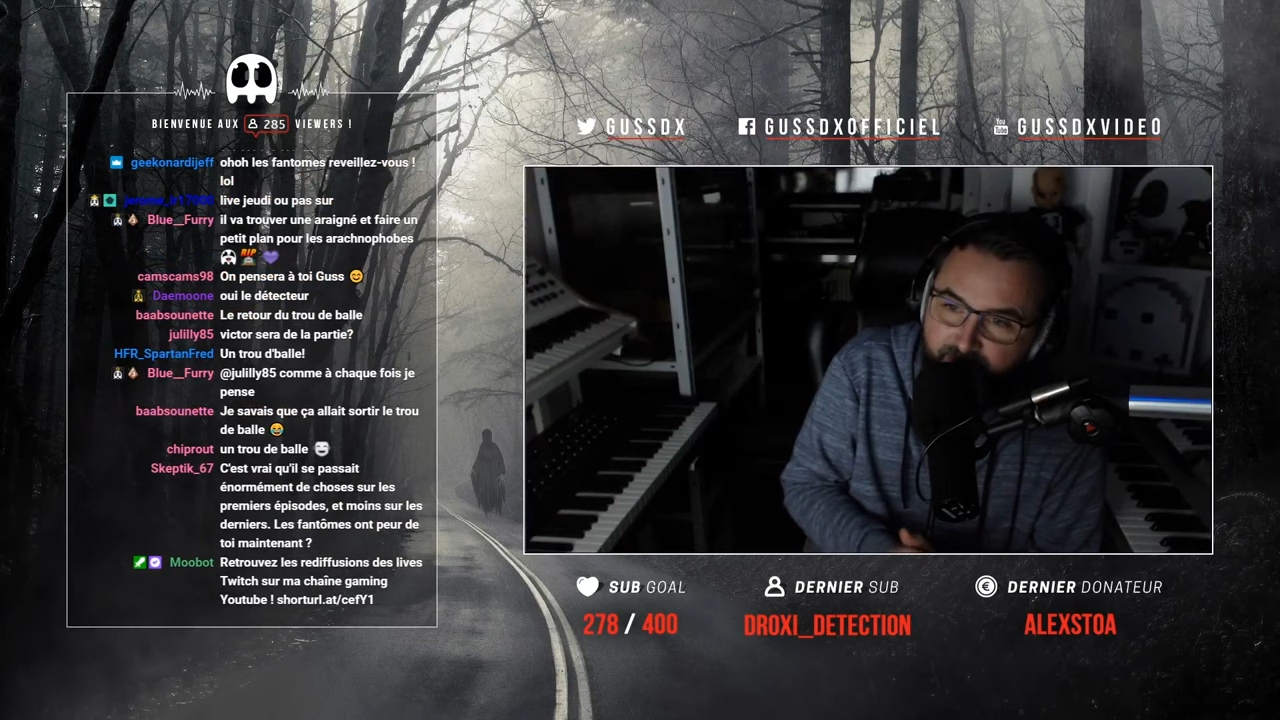 BIENVENUE AUX 285 VIEWERS !
geekonardijeff ohoh les fantomes reveillez-vous !
lol
live jeudi ou pas sur
Blue__Furry il va trouver une araigné et faire un
petit plan pour les arachnophobes
RIP
camscams98 On pensera à toi Guss
Daemoone oui le détecteur
baabsounette Le retour du trou de balle
julilly85 victor sera de la partie?
HFR_SpartanFred Un trou d'balle!
Blue__Furry @julilly85 comme à chaque fois je
pense
baabsounette Je savais que ça allait sortir le trou
de balle
chiprout un trou de balle
Skeptik_67 C'est vrai qu'il se passait
énormément de choses sur les
premiers épisodes, et moins sur les
derniers. Les fantômes ont peur de
toi maintenant ?
Moobot Retrouvez les rediffusions des lives
Twitch sur ma chaîne gaming
Youtube ! shorturl.at/cefY1
GUSSDX
GUSSDXOFFICIEL
You Tube GUSSDXVIDEO
SUB GOAL
278 / 400
DERNIER SUB
DROXI_DETECTION
DERNIER DONATEUR
ALEXSTOA